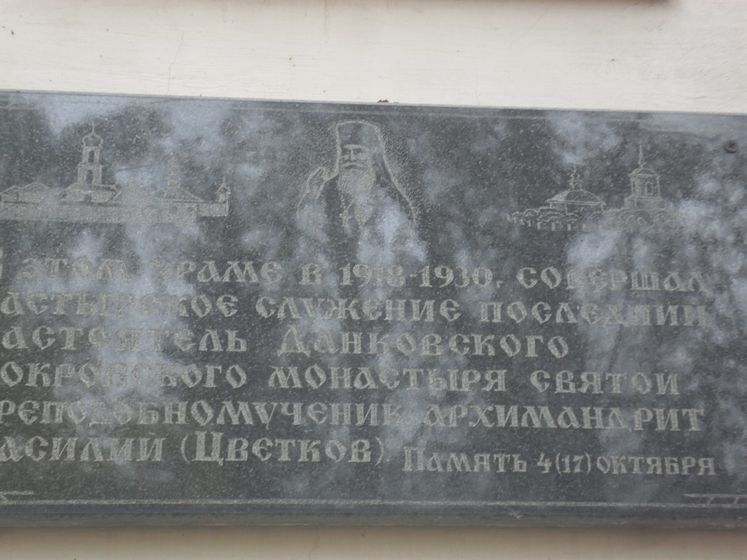 ЭТОМ ХРАМЕ В 1918-1930г. СОВЕРШАЛ
АСТЫРСКОЕ СЛУЖЕНИЕ ПОСЛЕДНИЙ
АСТОЯТЕЛЬ ДАНКОВСКОГО
ОКРОВСКОГО МОНАСТЫРЯ СВЯТОЙ
РЕПОДОБНОМУЧЕНИК АРХИМАНДРИТ
АСИЛИЙ (ЦВЕТКОВ). ПАМЯТЬ 4(17) ОКТЯБРЯ